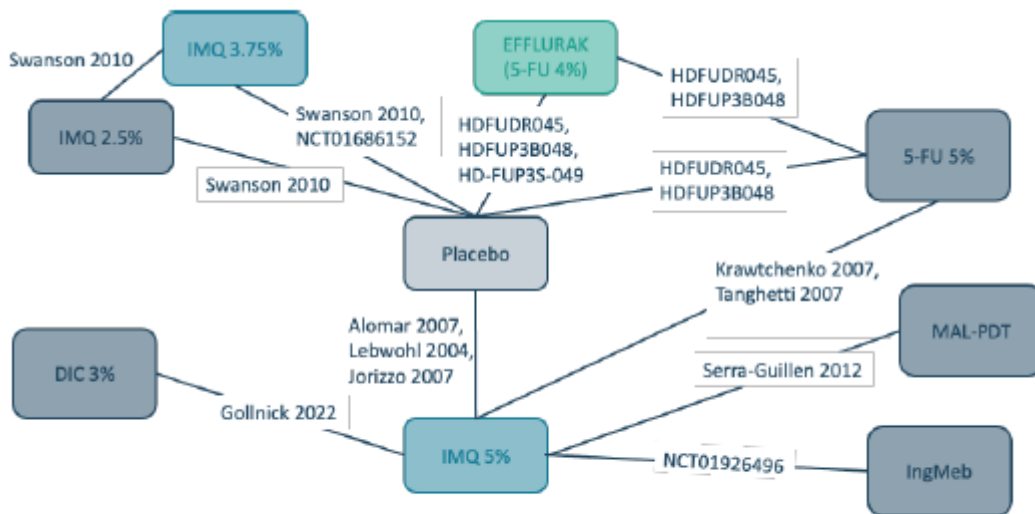 IMQ 3.75%
EFFLURAK
(5-FU 4%)
Swanson 2010
HDFUDR045,
HDFUP3B048
IMQ 2.5%
Swanson 2010,
NCT01686152
HDFUDR045,
HDFUP3B048,
HD-FUP3S-049
5-FU 5%
Swanson 2010
HDFUDR045,
HDFUP3B048
Placebo
Krawtchenko 2007,
Tanghetti 2007
Alomar 2007,
Lebwohl 2004,
Jorizzo 2007
MAL-PDT
DIC 3%
Serra-Guillen 2012
Gollnick 2022
IMQ 5%
NCT01926496
IngMeb